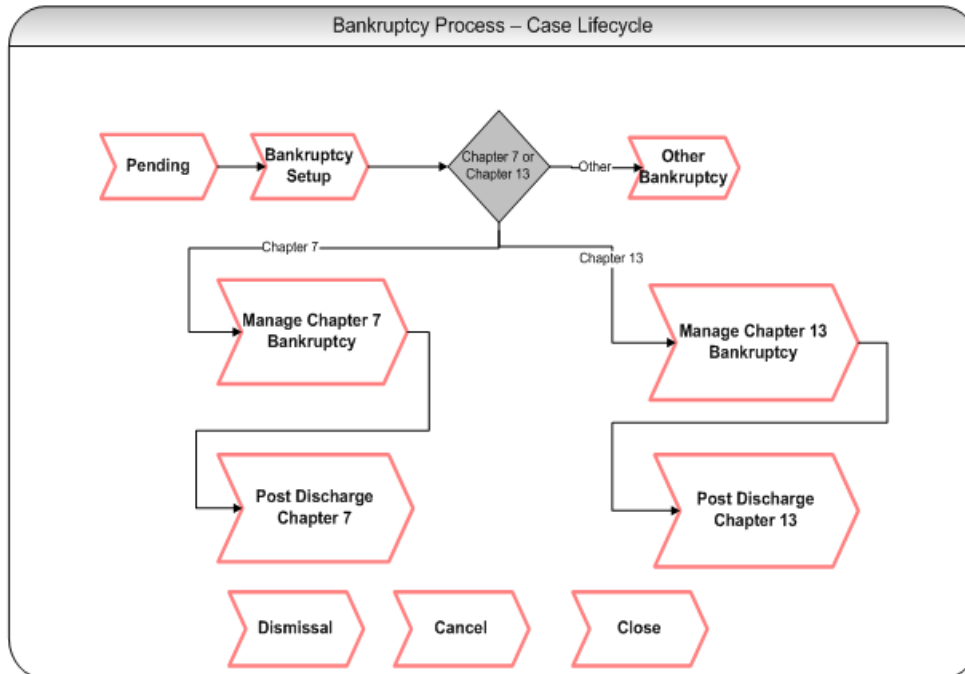 Bankruptcy Process – Case Lifecycle
Pending
Bankruptcy
Setup
Chapter 7 or
Chapter 13
Other
Other
Bankruptcy
Chapter 7
Chapter 13
Manage Chapter 7
Bankruptcy
Manage Chapter 13
Bankruptcy
Post Discharge
Chapter 7
Post Discharge
Chapter 13
Dismissal
Cancel
Close